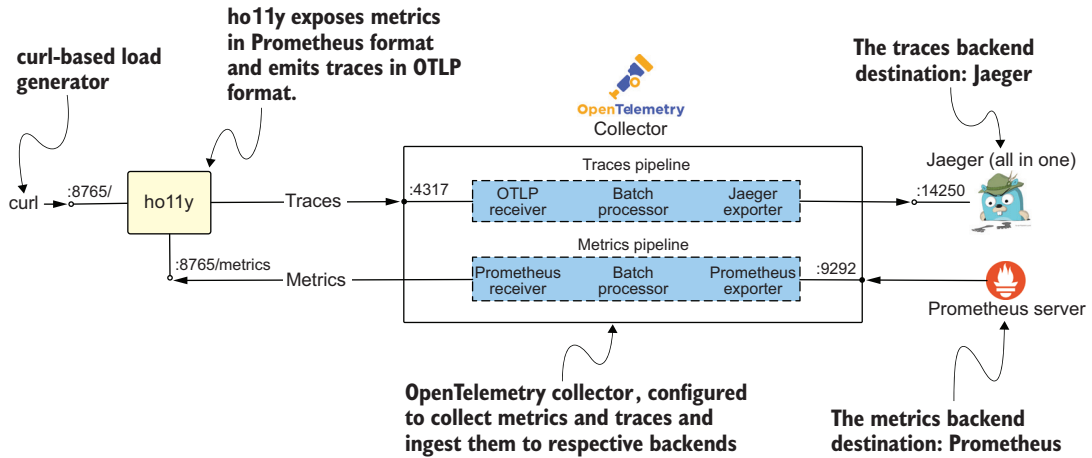 ho11y exposes metrics
in Prometheus format
and emits traces in OTLP
format.
curl-based load
generator
The traces backend
destination: Jaeger
OpenTelemetry
Collector
Traces pipeline
Jaeger (all in one)
curl
:8765/
ho11y
Traces
:4317
OTLP
receiver
Batch
processor
Jaeger
exporter
:14250
Metrics pipeline
:8765/metrics
Metrics
Prometheus
receiver
Batch
processor
Prometheus
exporter
:9292
Prometheus server
OpenTelemetry collector, configured
to collect metrics and traces and
ingest them to respective backends
The metrics backend
destination: Prometheus